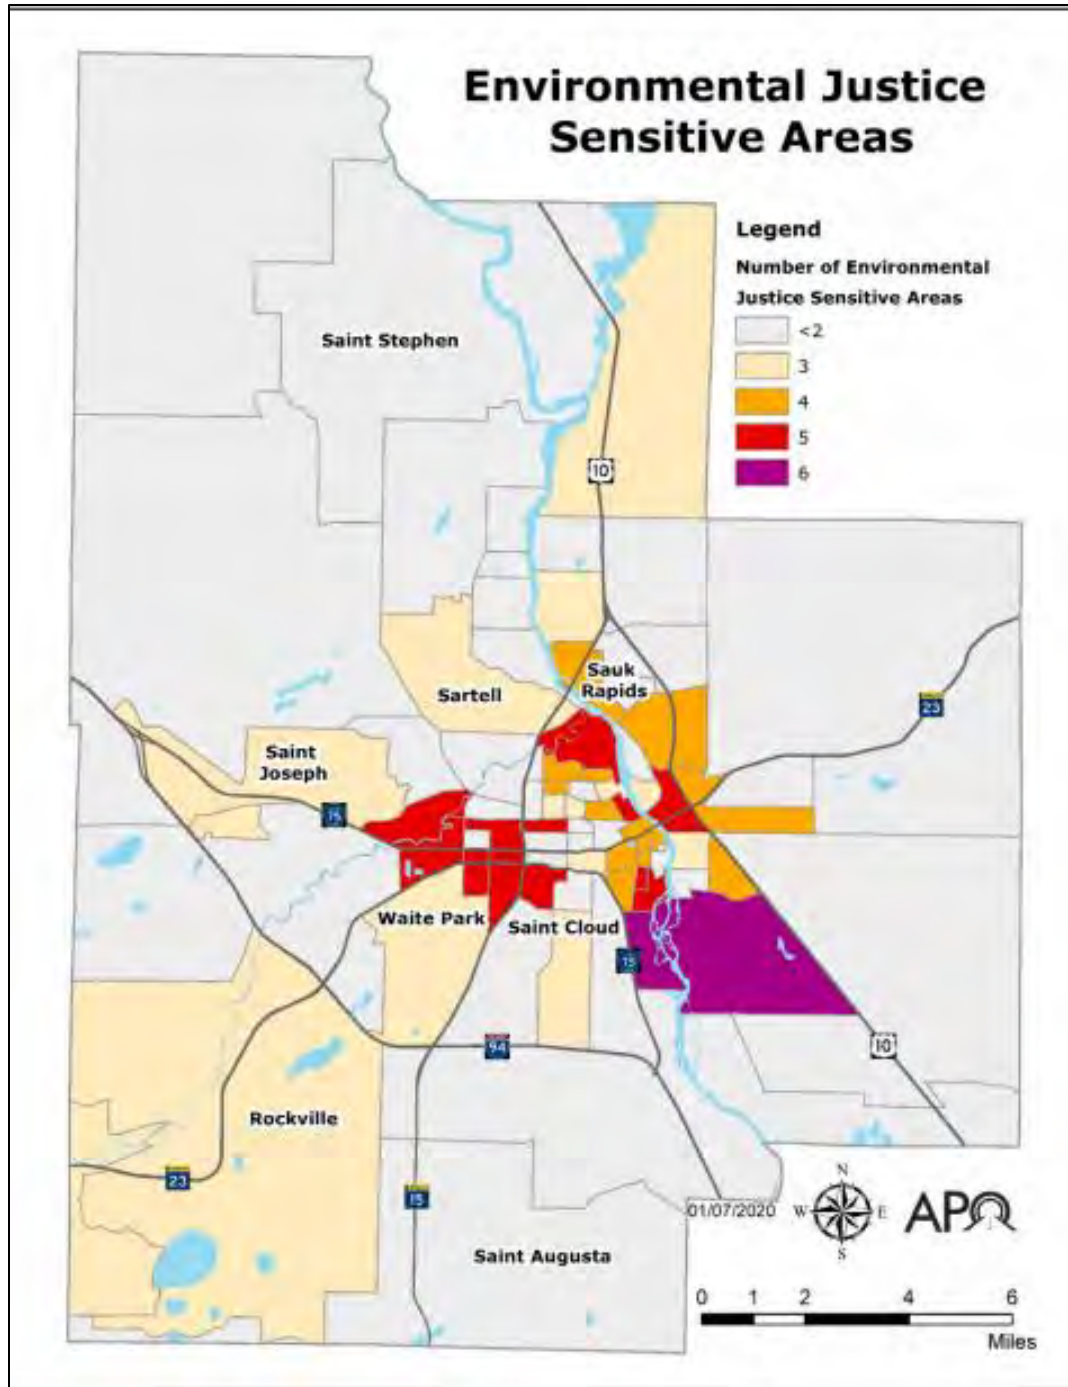 Environmental Justice
Sensitive Areas
Legend
Number of Environmental
Justice Sensitive Areas
<2
3
4
5
6
Saint Stephen
10
Sauk
Rapids
Sartell
23
Saint
Joseph
75
Waite Park
Saint Cloud
75
94
10
Rockville
23
15
01/07/2020
N
W
E
S
APO
Saint Augusta
0 1 2 4 6
Miles